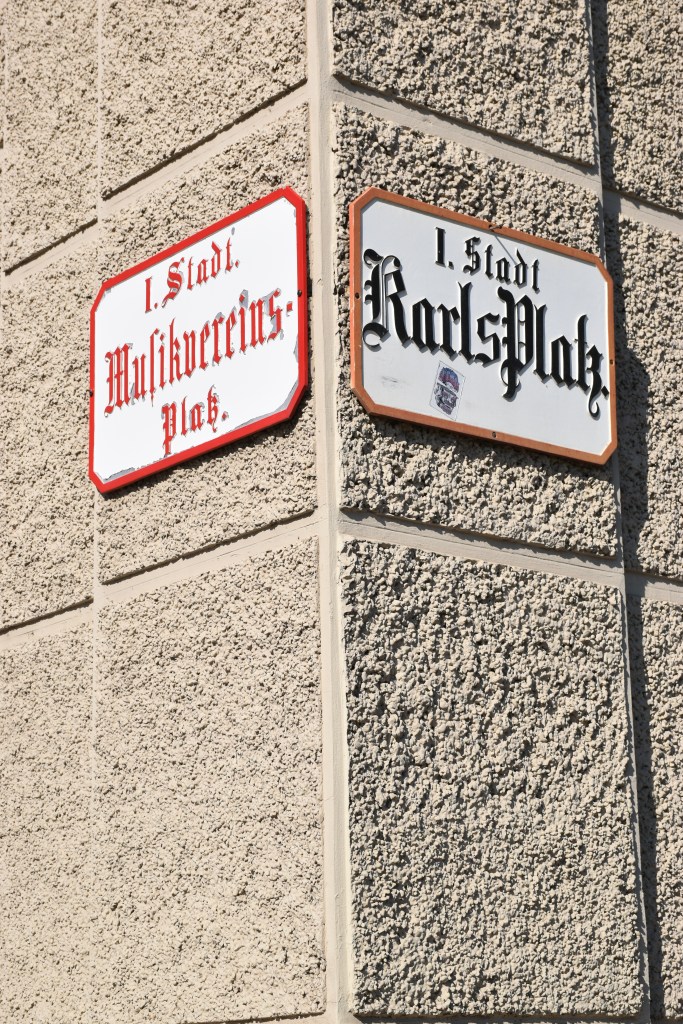 I. Stadt.
Muſikvereins-
Platz.
I. Stadt
KarlsPlatz.